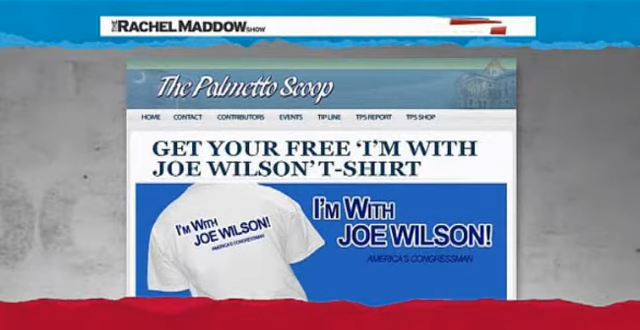 THE RACHEL MADDOW SHOW
The Palmetto Scoop
HOME CONTACT CONTRIBUTORS EVENTS TIP LINE TPS REPORT TPS SHOP
GET YOUR FREE ‘I’M WITH
JOE WILSON’ T-SHIRT
I'M WITH
JOE WILSON!
AMERICA'S CONGRESSMAN
I'M WITH
JOE WILSON!
AMERICA'S CONGRESSMAN